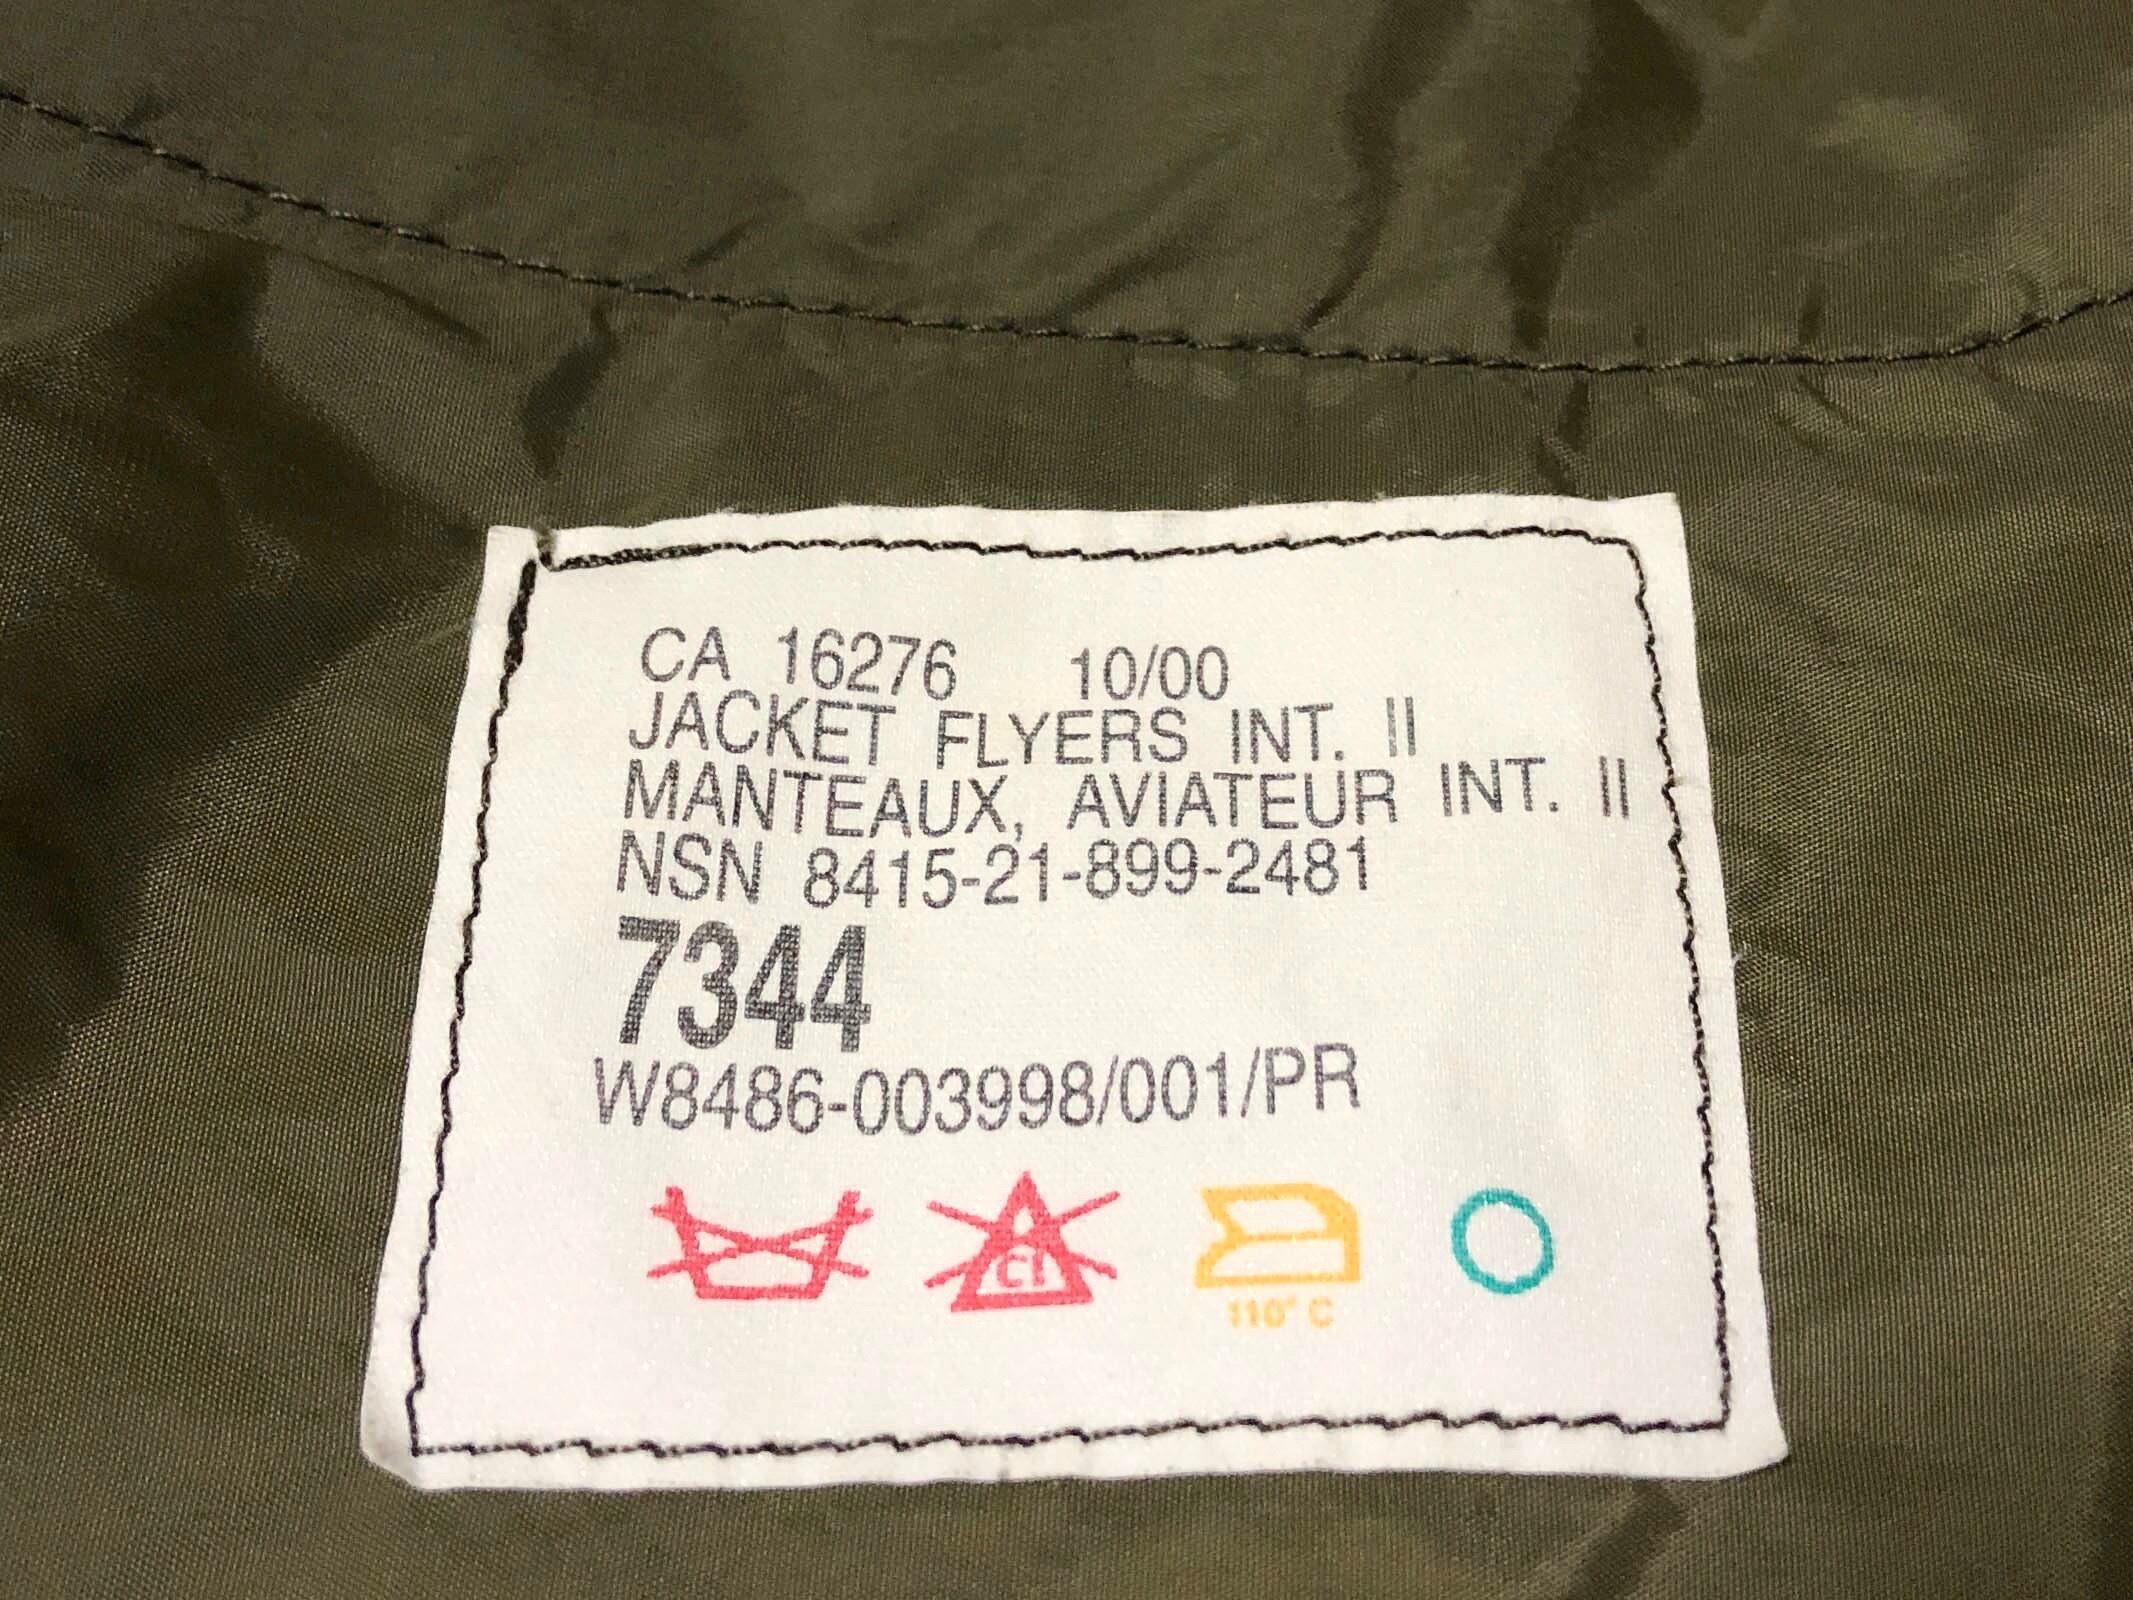 CA 16276 10/00
JACKET FLYERS INT. II
MANTEAUX, AVIATEUR INT. II
NSN 8415-21-899-2481
7344
W8486-003998/001/PR
Cl
110° C